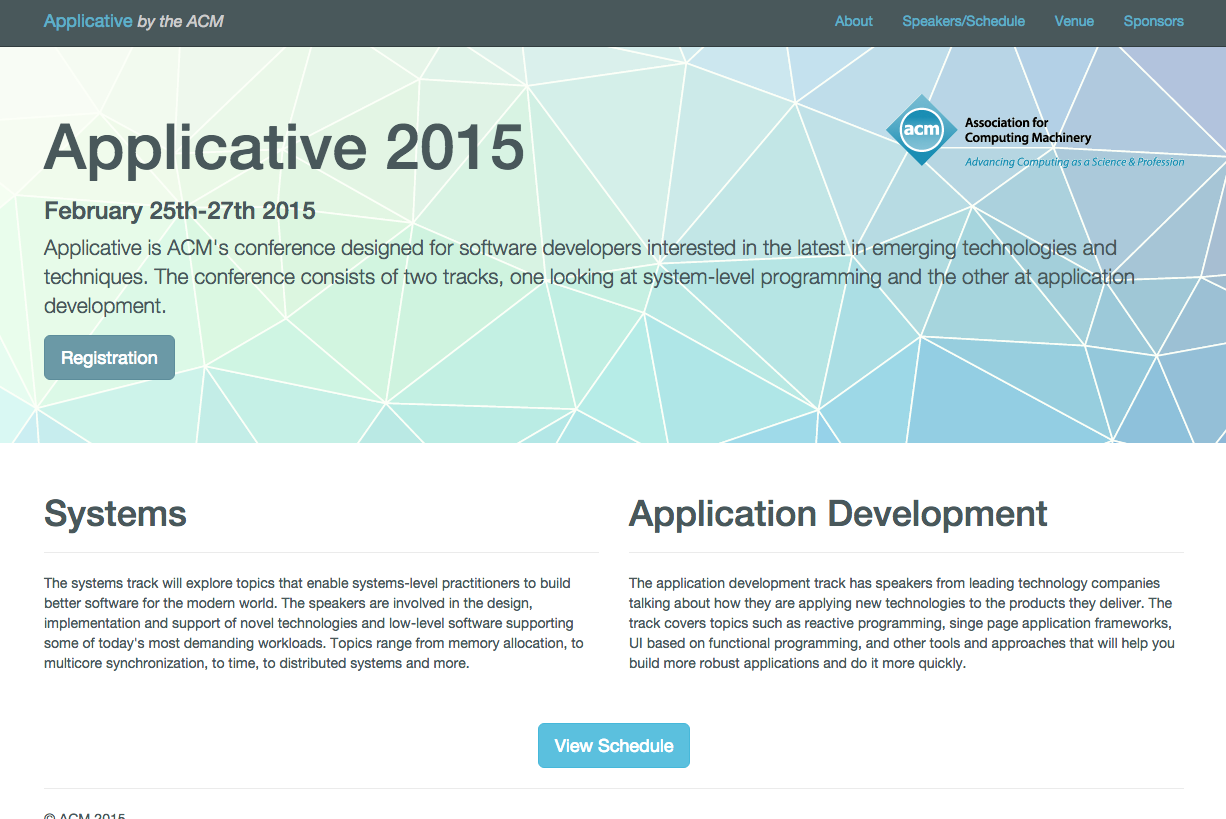 Applicative by the ACM
About Speakers/Schedule Venue Sponsors
Applicative 2015
acm
Association for
Computing Machinery
Advancing Computing as a Science & Profession
February 25th-27th 2015
Applicative is ACM's conference designed for software developers interested in the latest in emerging technologies and
techniques. The conference consists of two tracks, one looking at system-level programming and the other at application
development.
Registration
Systems
The systems track will explore topics that enable systems-level practitioners to build
better software for the modern world. The speakers are involved in the design,
implementation and support of novel technologies and low-level software supporting
some of today's most demanding workloads. Topics range from memory allocation, to
multicore synchronization, to time, to distributed systems and more.
Application Development
The application development track has speakers from leading technology companies
talking about how they are applying new technologies to the products they deliver. The
track covers topics such as reactive programming, singe page application frameworks,
UI based on functional programming, and other tools and approaches that will help you
build more robust applications and do it more quickly.
View Schedule
© ACM 2015